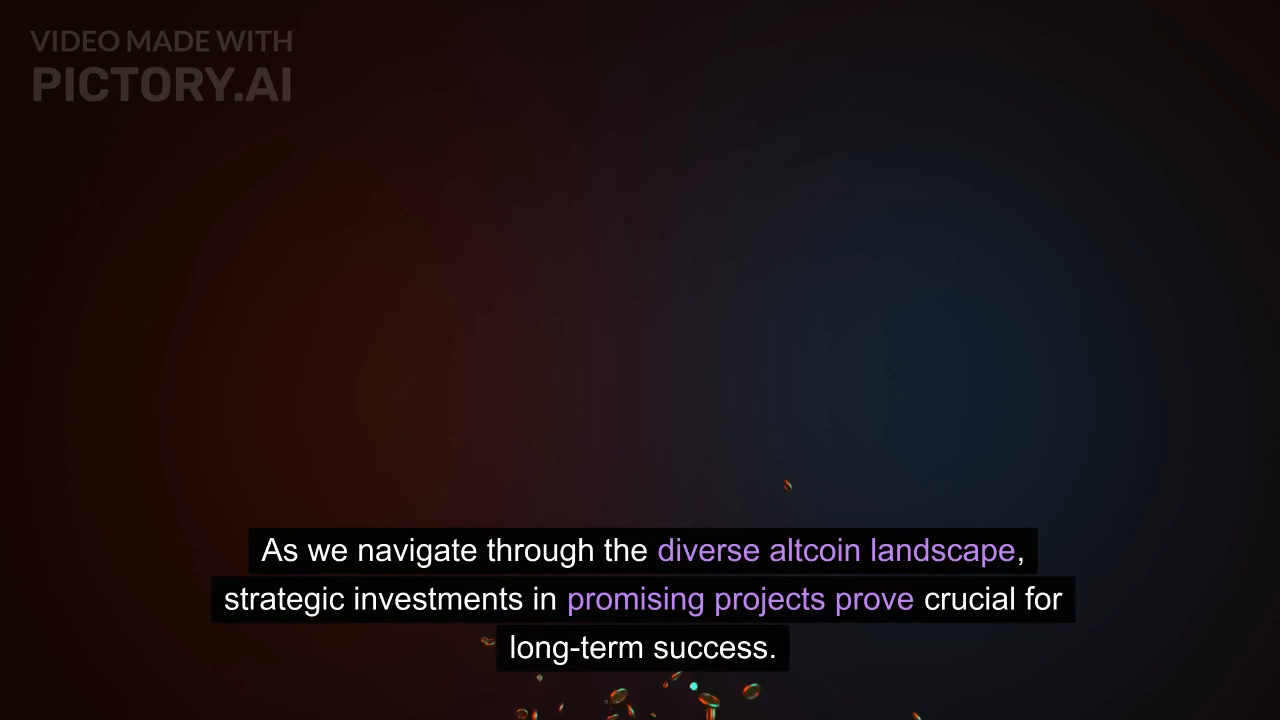 VIDEO MADE WITH
PICTORY.AI
As we navigate through the diverse altcoin landscape,
strategic investments in promising projects prove crucial for
long-term success.